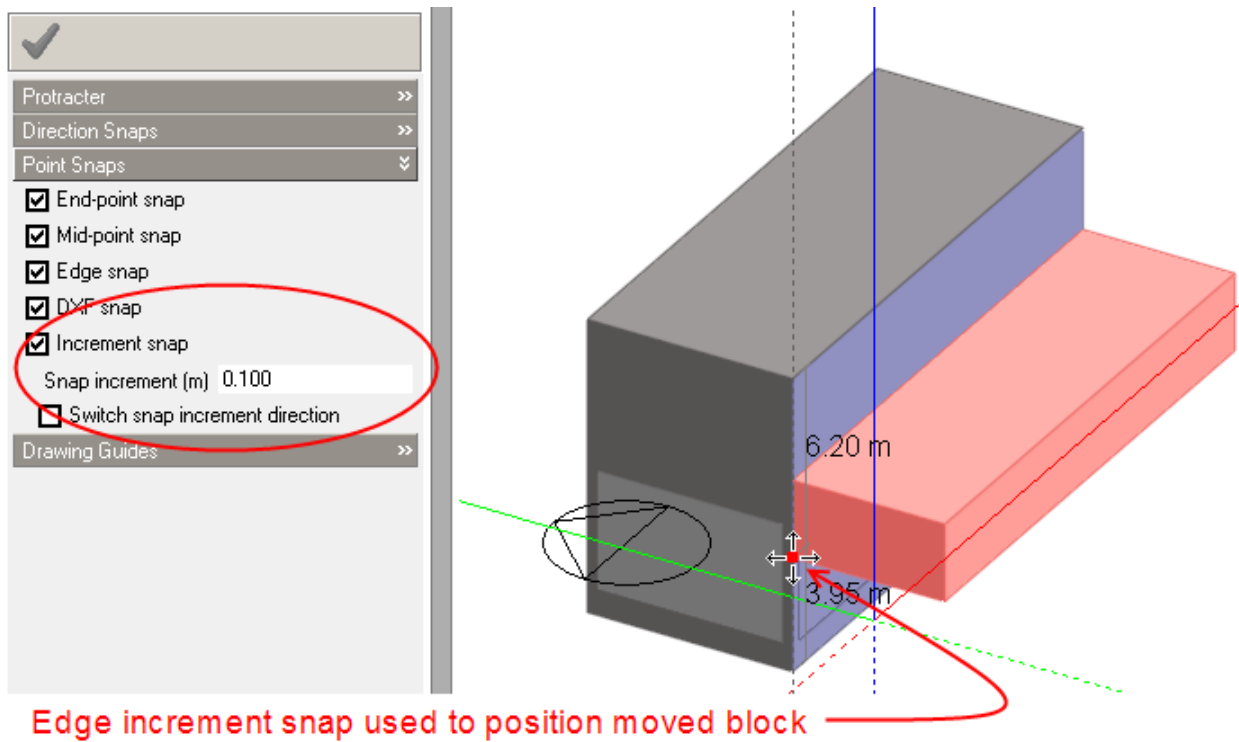 Protracter
Direction Snaps
Point Snaps
End-point snap
Mid-point snap
Edge snap
DXF snap
Increment snap
Snap increment (m) 0.100
Switch snap increment direction
Drawing Guides
6.20 m
3.95 m
Edge increment snap used to position moved block